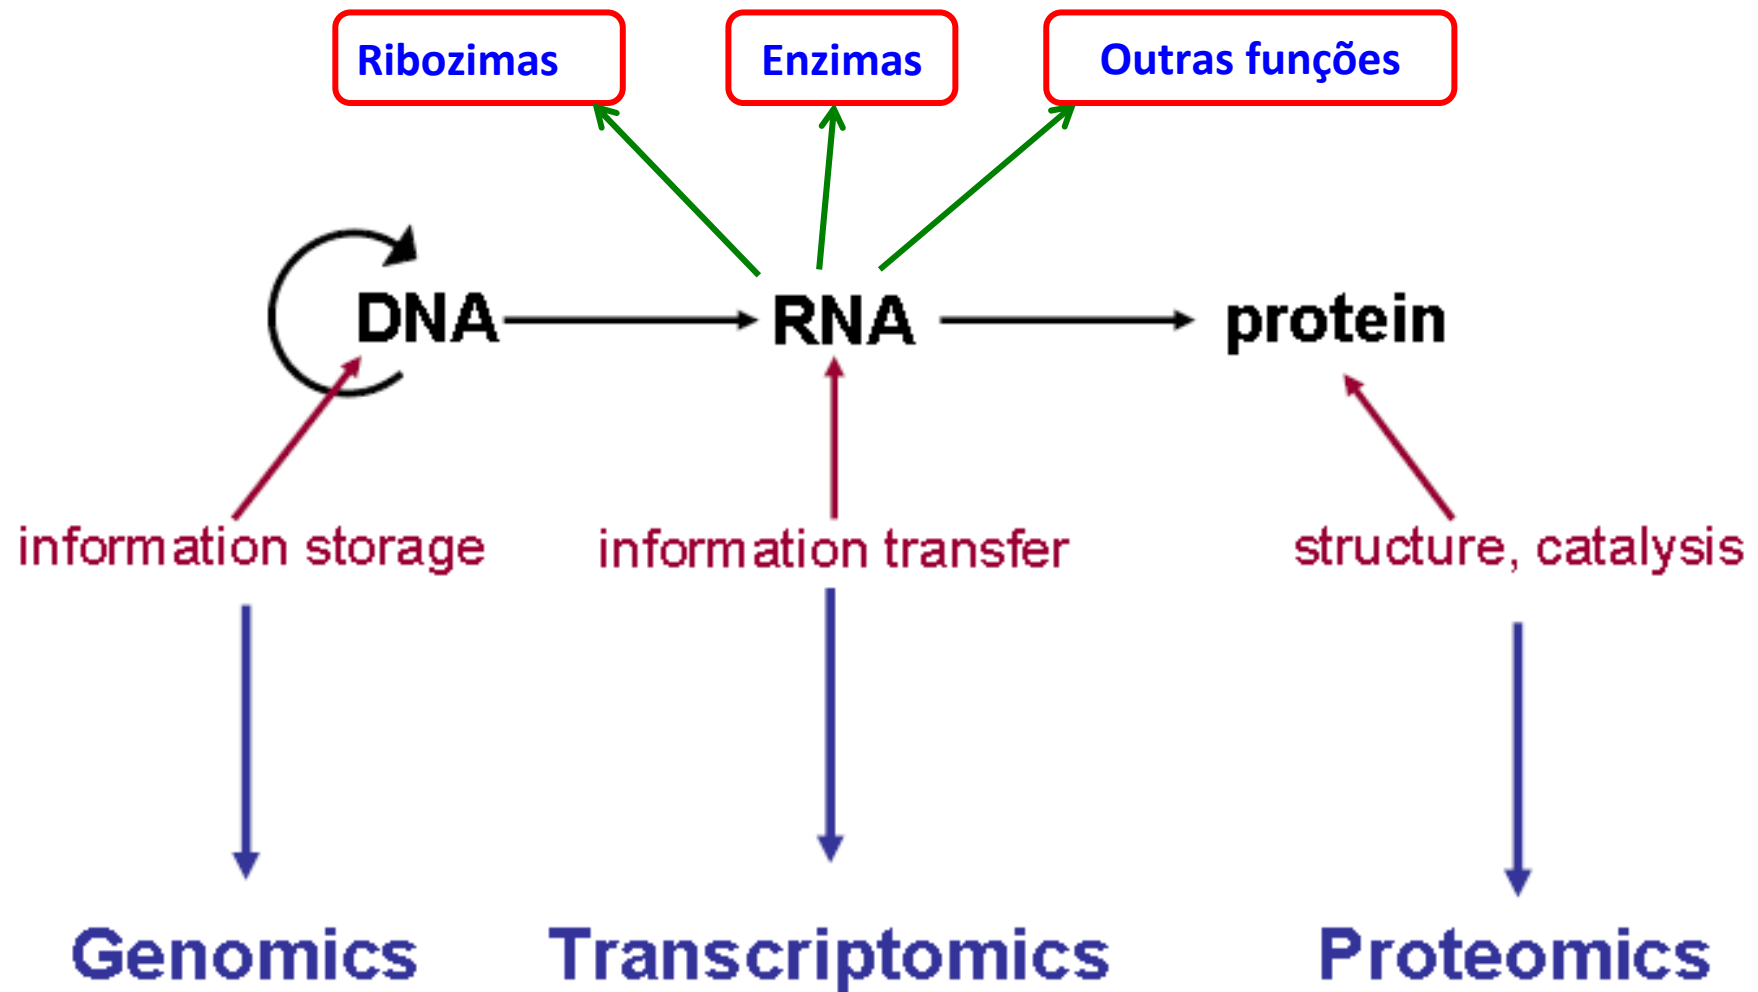 Ribozimas
Enzimas
Outras funções
DNA
RNA
protein
information storage
information transfer
structure, catalysis
Genomics
Transcriptomics
Proteomics